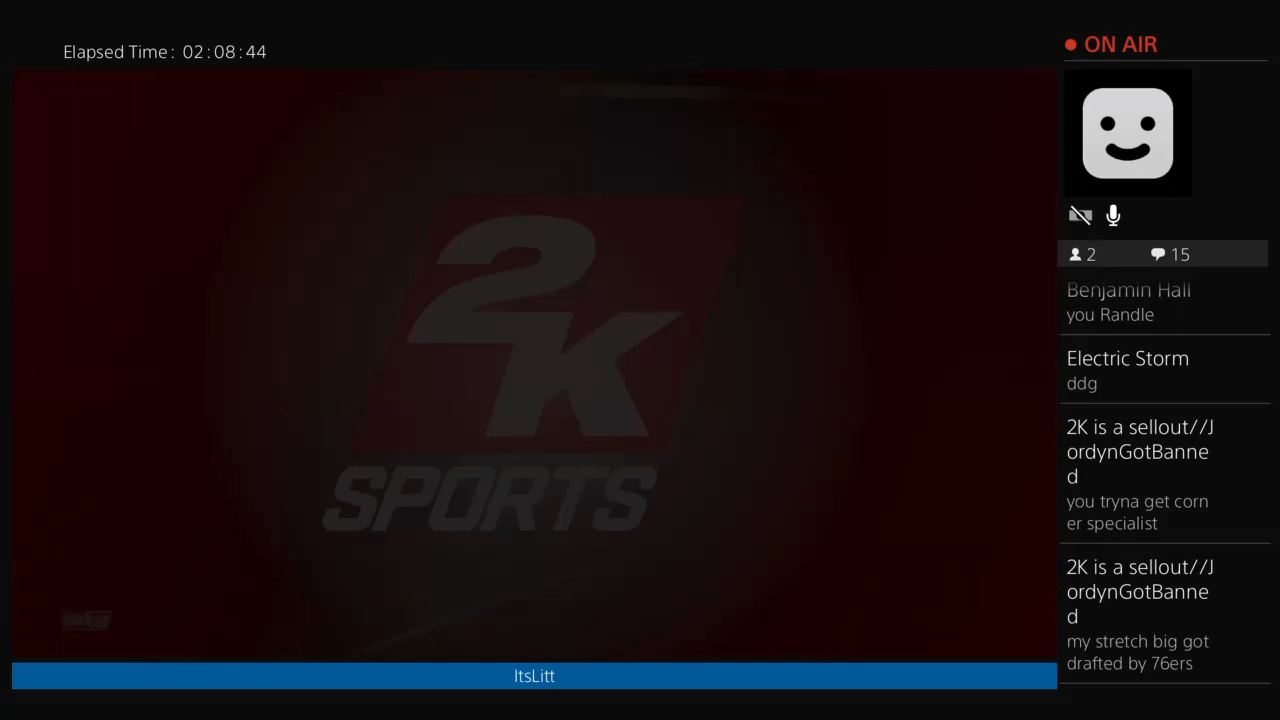 Elapsed Time: 02:08:44
ON AIR
2 15
Benjamin Hall
you Randle
Electric Storm
ddg
2K is a sellout//J
ordynGotBanne
d
you tryna get corn
er specialist
2K is a sellout//J
ordynGotBanne
d
my stretch big got
drafted by 76ers
2K
SPORTS
ItsLitt